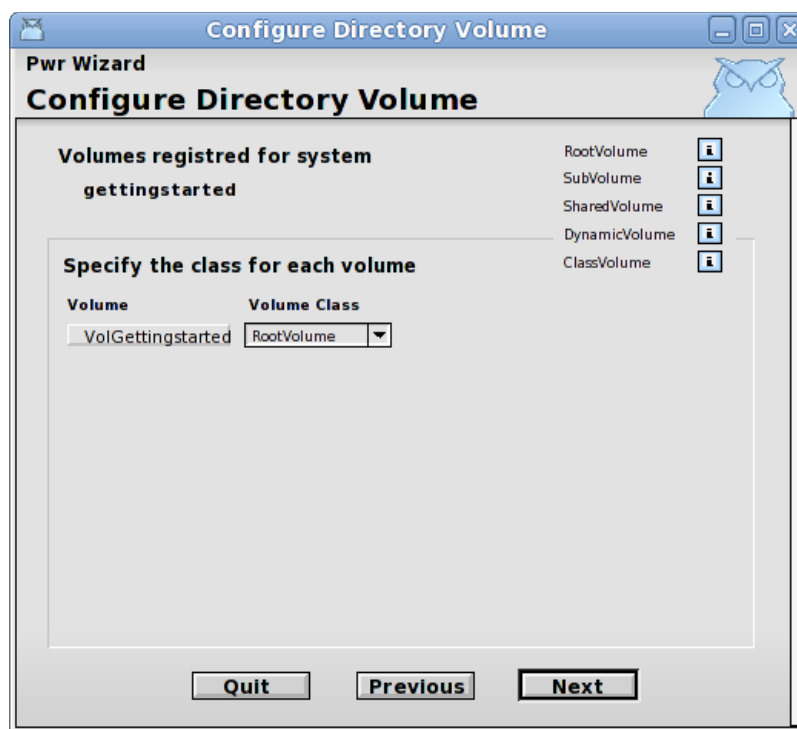 Configure Directory Volume
Pwr Wizard
Configure Directory Volume
Volumes registred for system
gettingstarted
RootVolume i
SubVolume i
SharedVolume i
DynamicVolume i
ClassVolume i
Specify the class for each volume
Volume Volume Class
VolGettingstarted RootVolume
Quit Previous Next